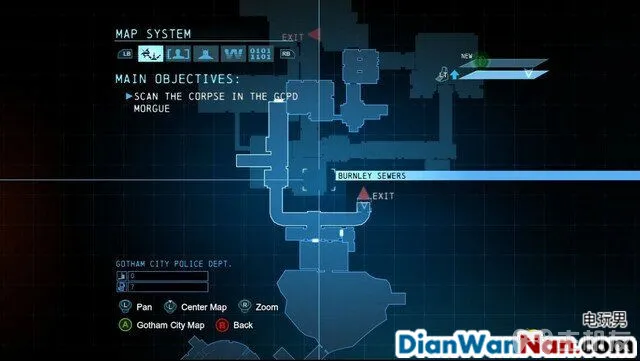 MAP SYSTEM
EXIT
LB
W
0101
1101
RB
NEW
MAIN OBJECTIVES:
SCAN THE CORPSE IN THE GCPD
MORGUE
BURNLEY SEWERS
EXIT
GOTHAM CITY POLICE DEPT.
0
7
L Pan
L Center Map
R Zoom
A Gotham City Map
B Back
电玩男
DianWanNan.com